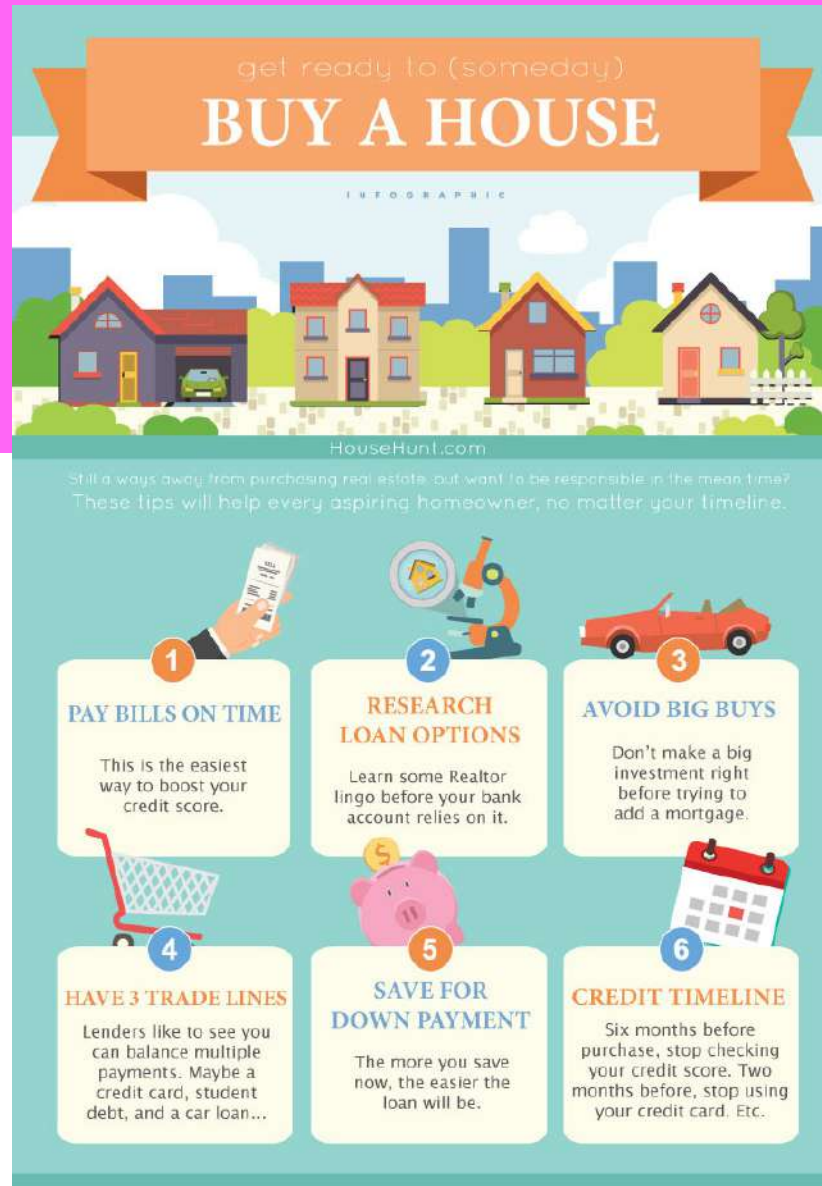 get ready to (someday)
BUY A HOUSE
INFOGRAPHIC
HouseHunt.com
Still a ways away from purchasing real estate, but want to be responsible in the mean time?
These tips will help every aspiring homeowner, no matter your timeline.
1
PAY BILLS ON TIME
This is the easiest
way to boost your
credit score.
2
RESEARCH
LOAN OPTIONS
Learn some Realtor
lingo before your bank
account relies on it.
3
AVOID BIG BUYS
Don't make a big
investment right
before trying to
add a mortgage.
4
HAVE 3 TRADE LINES
Lenders like to see you
can balance multiple
payments. Maybe a
credit card, student
debt, and a car loan...
$
5
SAVE FOR
DOWN PAYMENT
The more you save
now, the easier the
loan will be.
6
CREDIT TIMELINE
Six months before
purchase, stop checking
your credit score. Two
months before, stop using
your credit card. Etc.